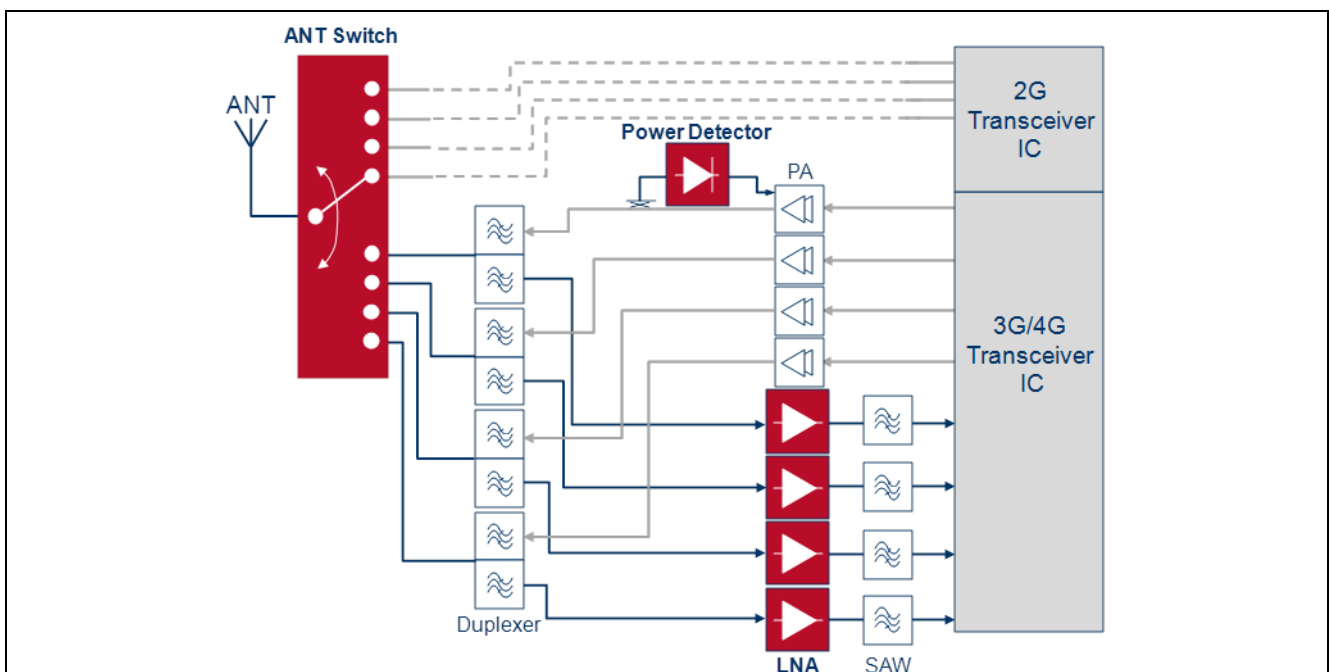 ANT Switch
ANT
2G
Transceiver
IC
Power Detector
PA
3G/4G
Transceiver
IC
Duplexer
LNA
SAW